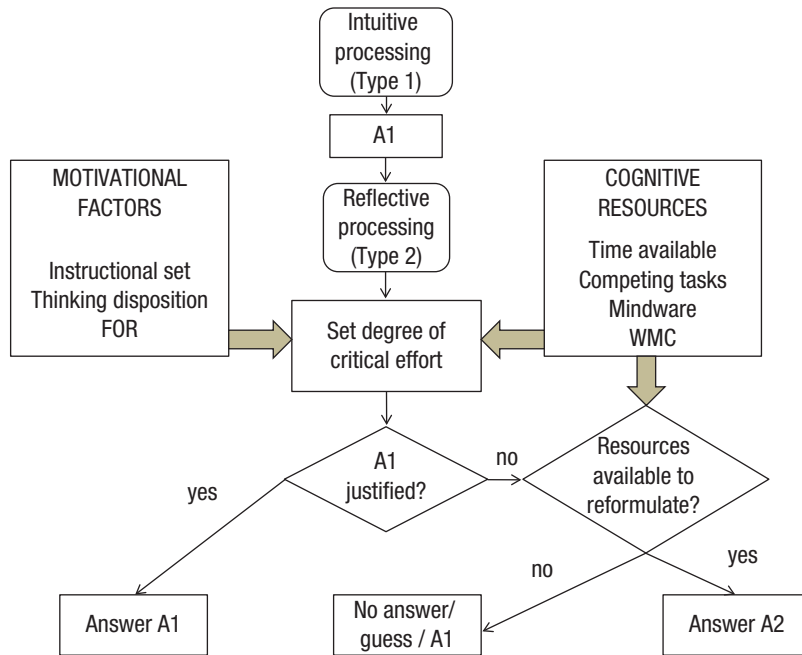 Intuitive
processing
(Type 1)
A1
MOTIVATIONAL
FACTORS
Instructional set
Thinking disposition
FOR
Reflective
processing
(Type 2)
COGNITIVE
RESOURCES
Time available
Competing tasks
Mindware
WMC
Set degree of
critical effort
A1
justified?
yes
no
Resources
available to
reformulate?
no
yes
Answer A1
No answer/
guess / A1
Answer A2